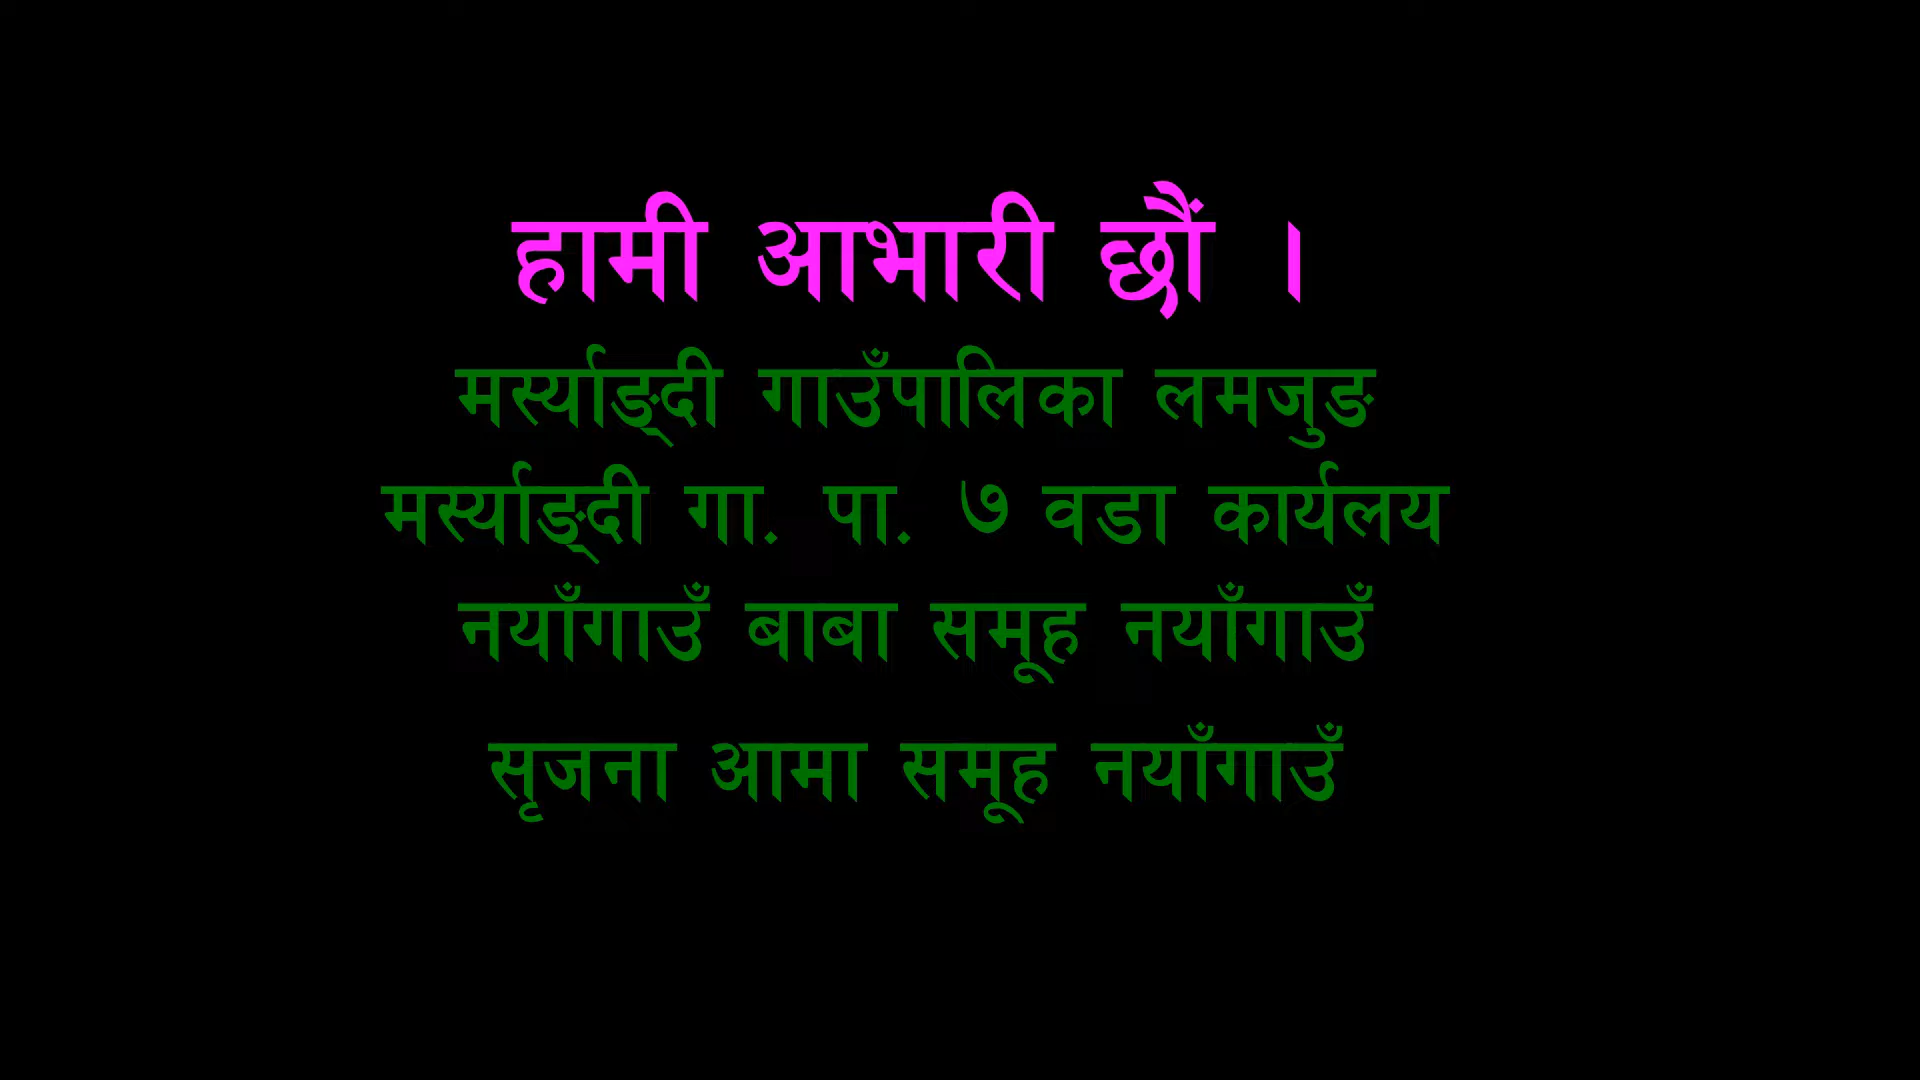 हामी आभारी छौं ।
मर्स्याङ्दी गाउँपालिका लमजुङ
मर्स्याङ्दी गा. पा. ७ वडा कार्यलय
नयाँगाउँ बाबा समूह नयाँगाउँ
सृजना आमा समूह नयाँगाउँ